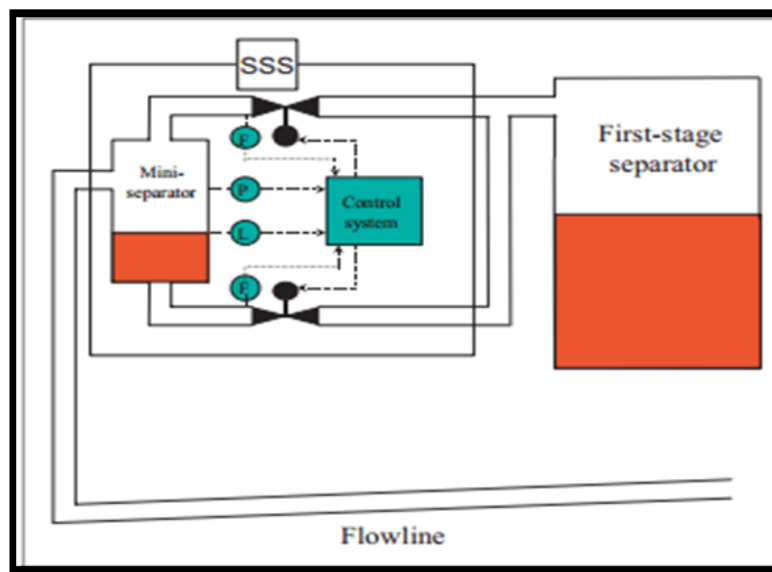 SSS
F
Mini-
separator
P
Control
system
L
F
First-stage
separator
Flowline